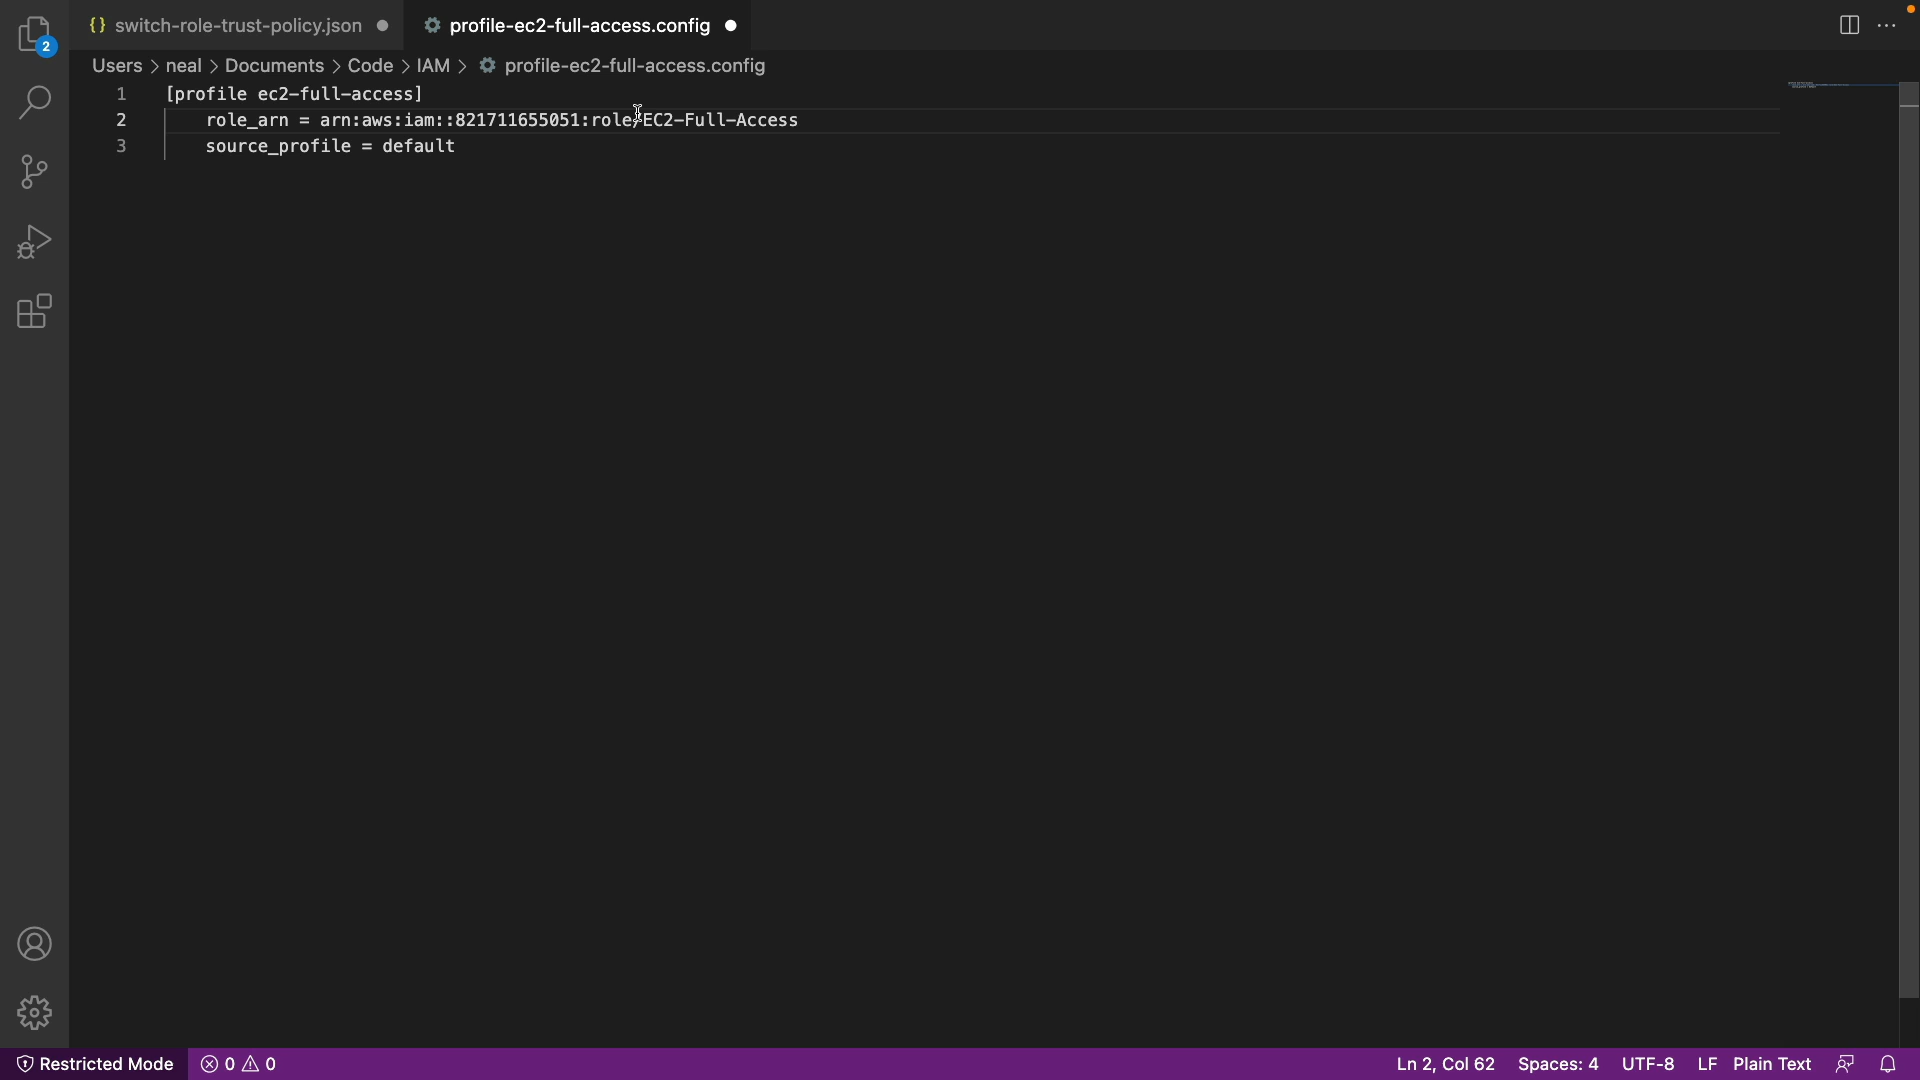 2
{} switch-role-trust-policy.json
profile-ec2-full-access.config
Users > neal > Documents > Code > IAM > profile-ec2-full-access.config
1 [profile ec2-full-access]
2 role_arn = arn:aws:iam::821711655051:role/EC2-Full-Access
3 source_profile = default
Restricted Mode 0 0 Ln 2, Col 62 Spaces: 4 UTF-8 LF Plain Text